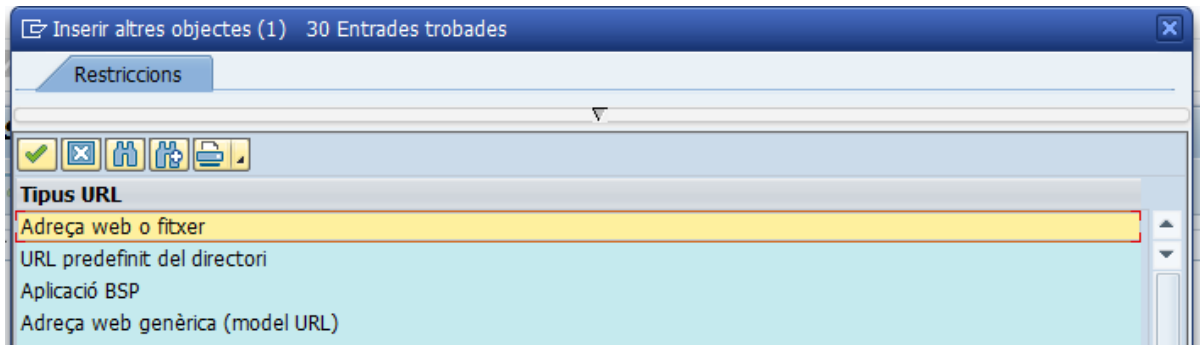 Inserir altres objectes (1) 30 Entrades trobades
Restriccions
Tipus URL
Adreça web o fitxer
URL predefinit del directori
Aplicació BSP
Adreça web genèrica (model URL)